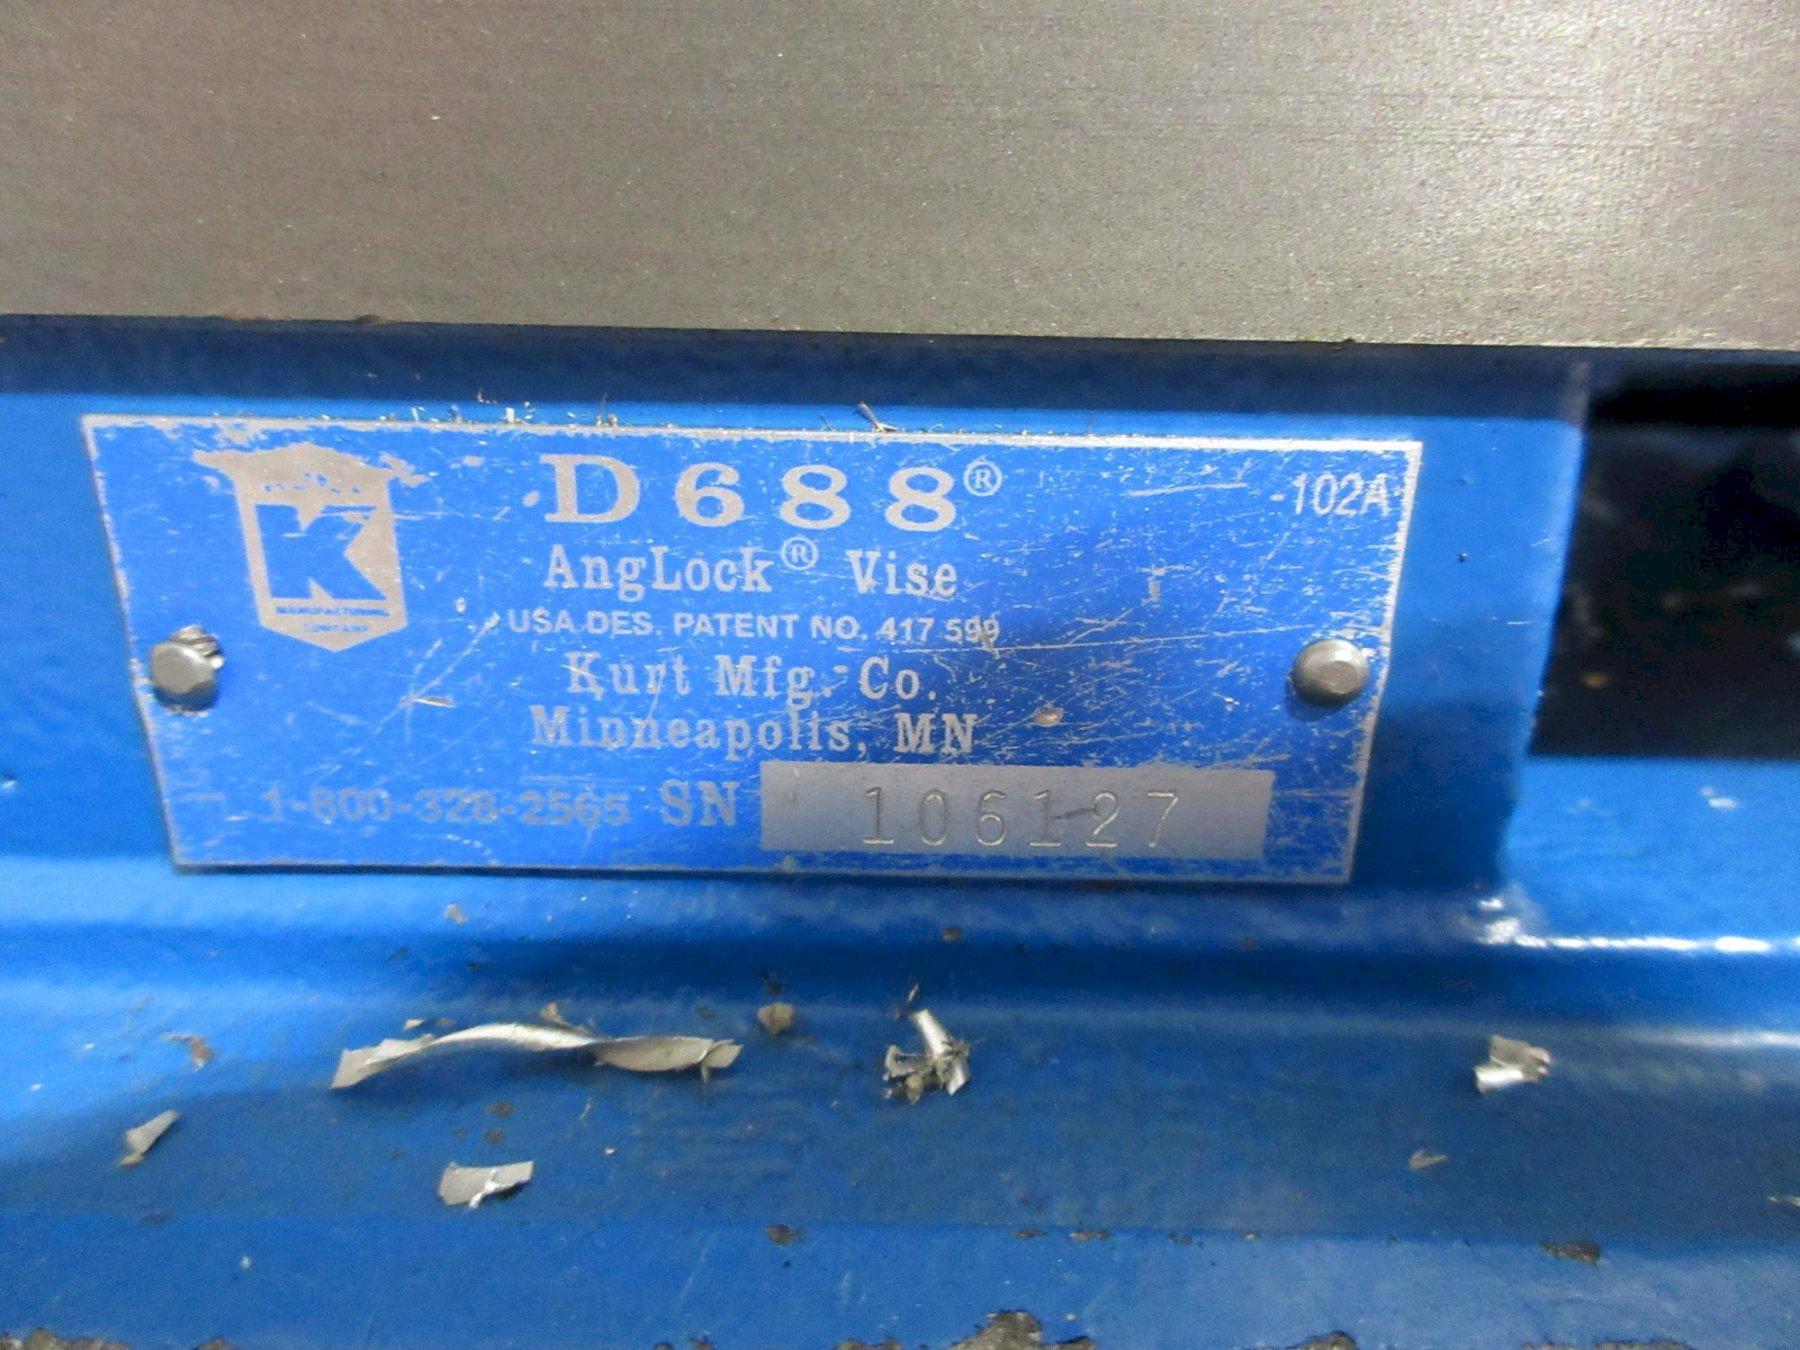 D688®
-102A
AngLock® Vise
USA DES. PATENT NO. 417 599
Kurt Mfg. Co.
Minneapolis, MN
1-800-328-2565 SN 106127
K
MANUFACTURING
COMPANY